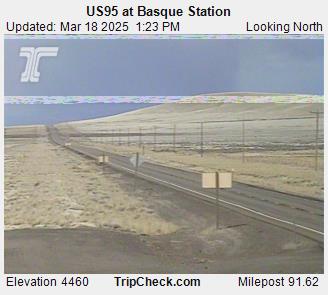 US95 at Basque Station
Updated: Mar 18 2025 1:23 PM Looking North
Elevation 4460 TripCheck.com Milepost 91.62